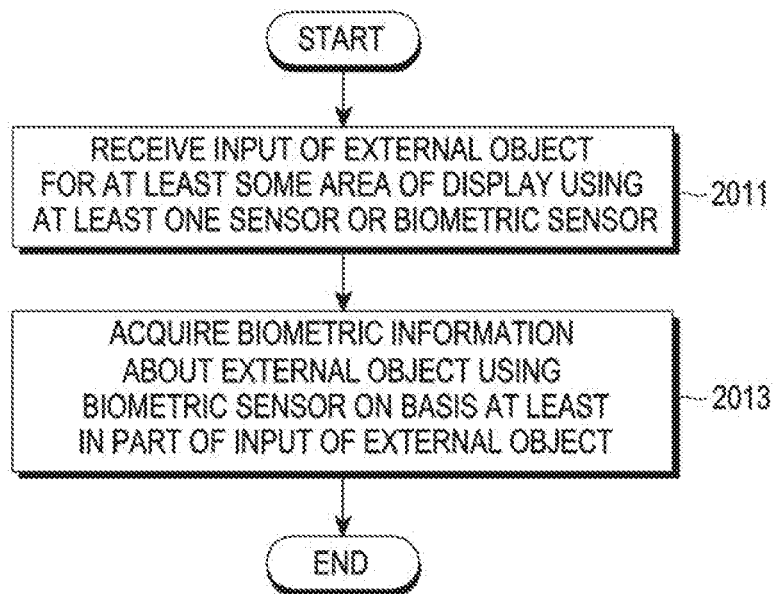 START
RECEIVE INPUT OF EXTERNAL OBJECT
FOR AT LEAST SOME AREA OF DISPLAY USING
AT LEAST ONE SENSOR OR BIOMETRIC SENSOR
2011
ACQUIRE BIOMETRIC INFORMATION
ABOUT EXTERNAL OBJECT USING
BIOMETRIC SENSOR ON BASIS AT LEAST
IN PART OF INPUT OF EXTERNAL OBJECT
2013
END